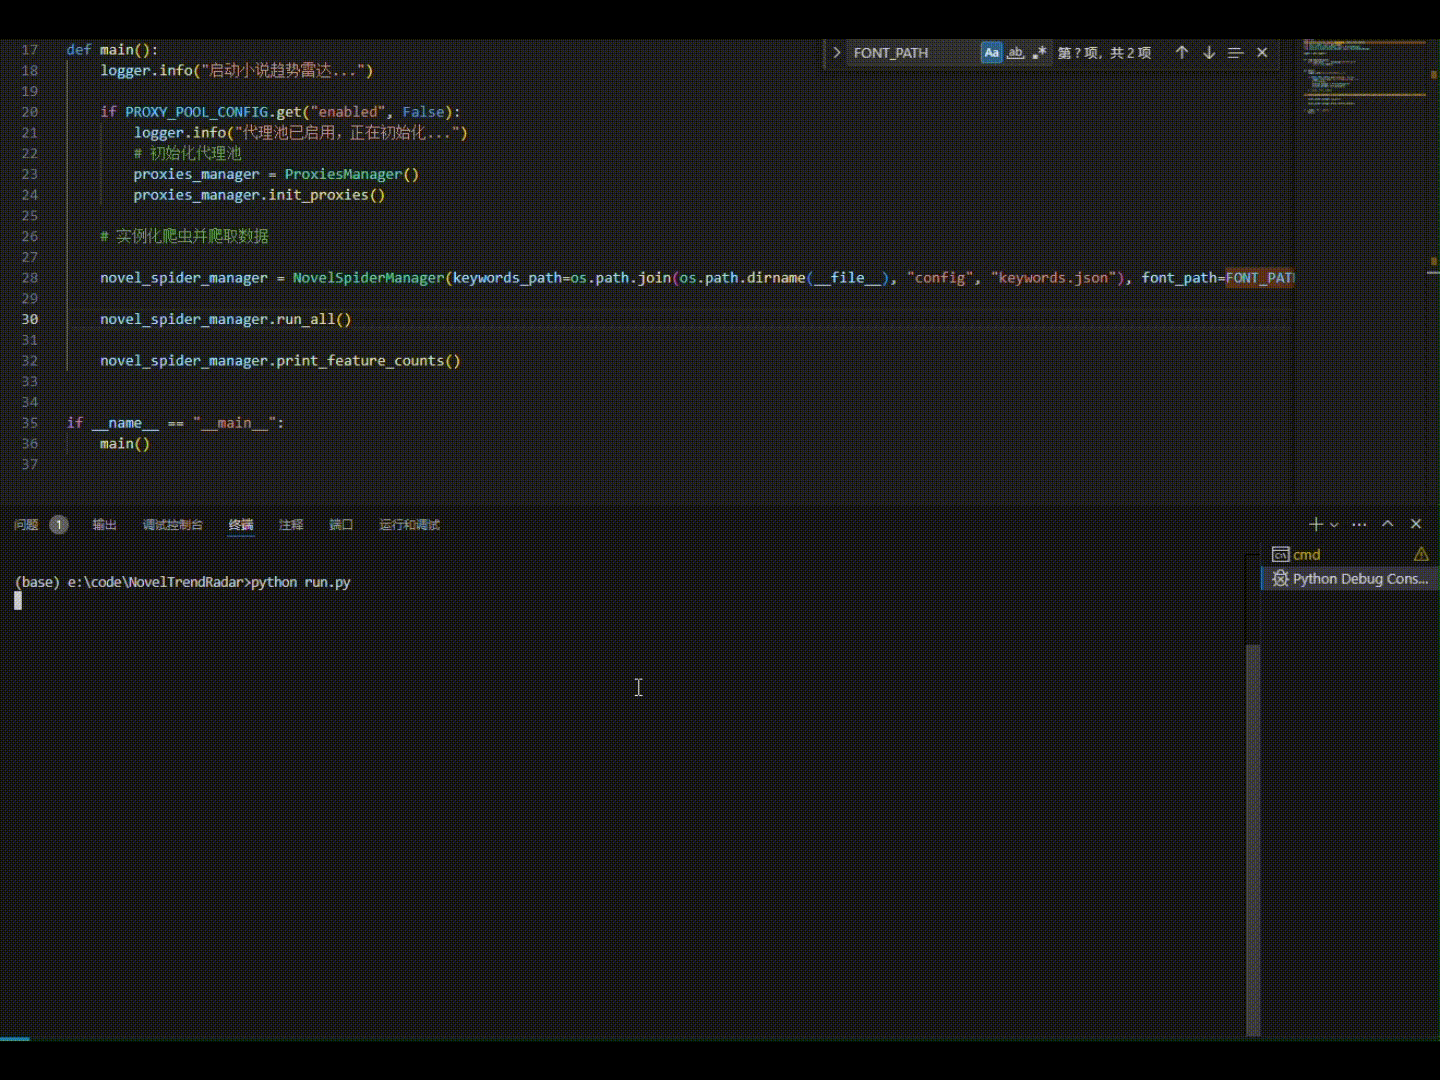 17 def main():
FONT_PATH Aa ab .* 第?项, 共2项
18 logger.info("启动小说趋势雷达...")
19
20 if PROXY_POOL_CONFIG.get("enabled", False):
21 logger.info("代理池已启用，正在初始化...")
22 # 初始化代理池
23 proxies_manager = ProxiesManager()
24 proxies_manager.init_proxies()
25
26 # 实例化爬虫并爬取数据
27
28 novel_spider_manager = NovelSpiderManager(keywords_path=os.path.join(os.path.dirname(__file__), "config", "keywords.json"), font_path=FONT_PATH
29
30 novel_spider_manager.run_all()
31
32 novel_spider_manager.print_feature_counts()
33
34
35 if __name__ == "__main__":
36 main()
37
问题 1 输出 调试控制台 终端 注释 端口 运行和调试
cmd
Python Debug Cons...
(base) e:\code\NovelTrendRadar>python run.py